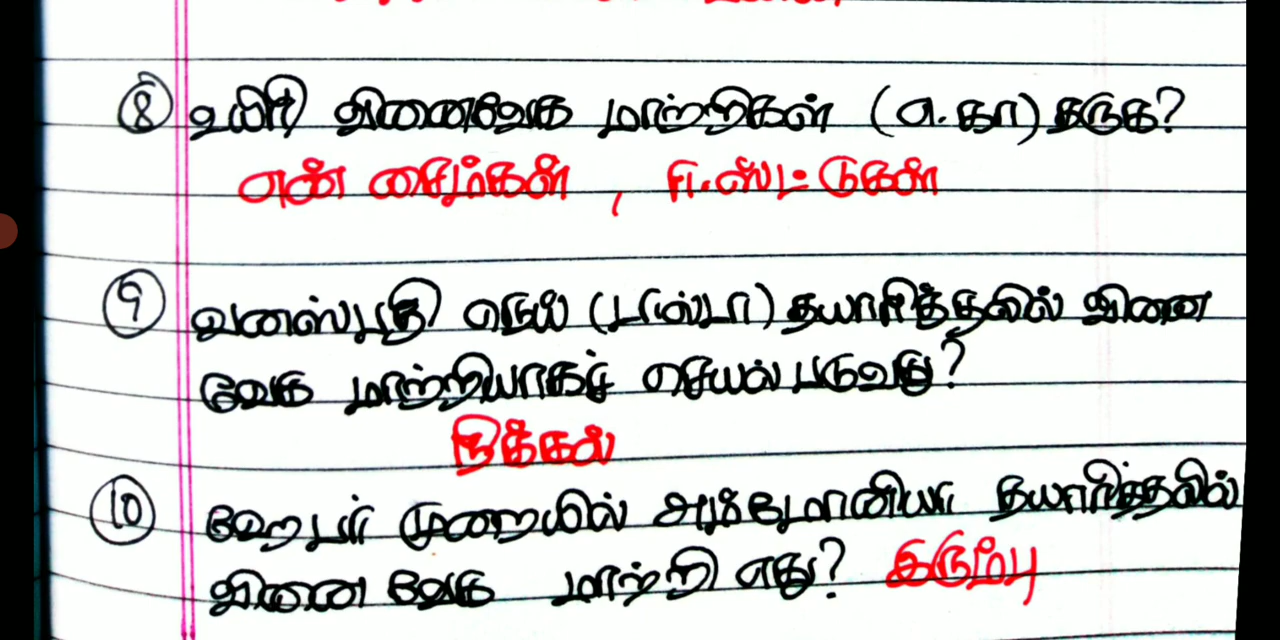 ⑧ உயிரி வினைவேக மாற்றிகள் (எ.கா) தருக?
என்சைம்கள் , ஈ.ஸ்ட்டுகள்
⑨ வனஸ்பதி நெய் (டால்டா) தயாரித்தலில் வினை
வேக மாற்றியாகச் செயல்படுவது?
நிக்கல்
⑩ ஹேபர் முறையில் அம்மோனியா தயாரித்தலில்
வினை வேக மாற்றி எது? இரும்பு